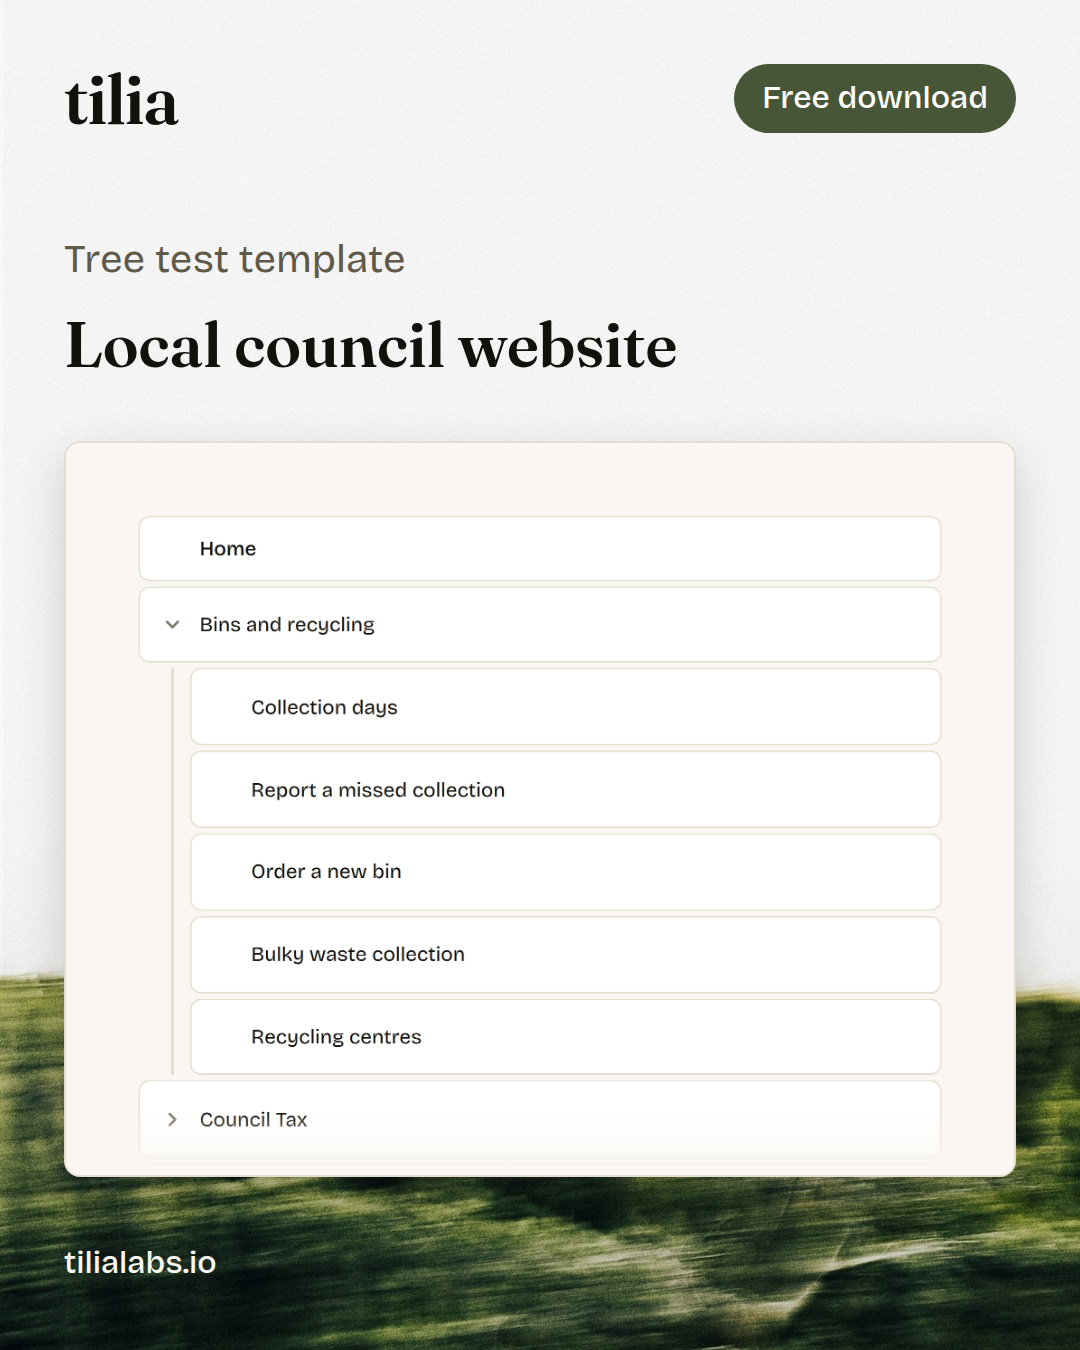 tilia
Free download
Tree test template
Local council website
Home
Bins and recycling
Collection days
Report a missed collection
Order a new bin
Bulky waste collection
Recycling centres
Council Tax
tilialabs.io